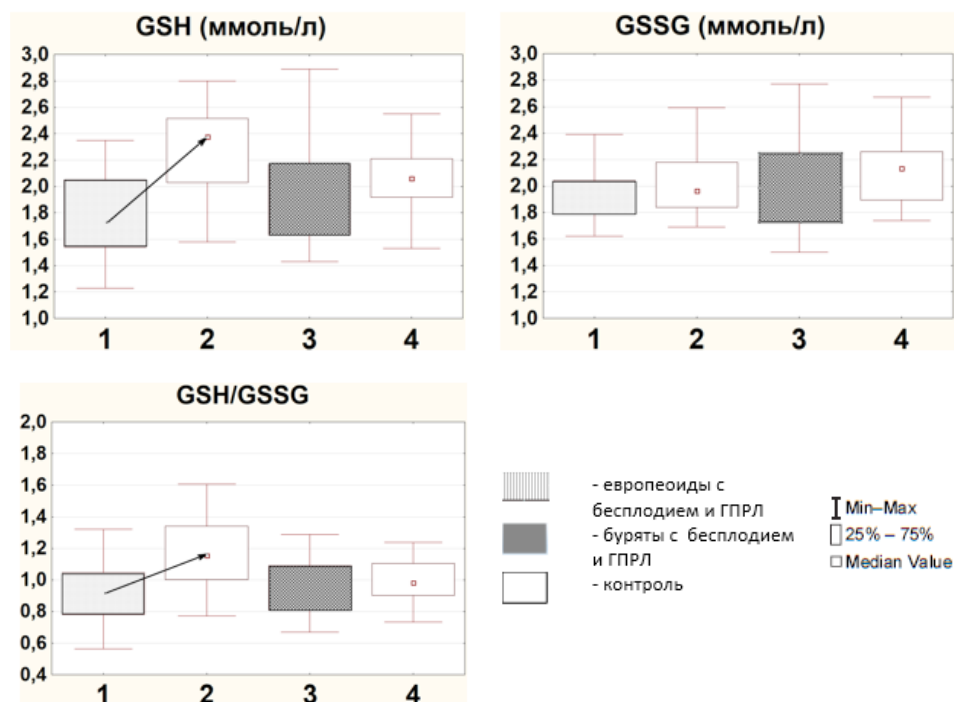 GSH (ммоль/л)
3,0
2,8
2,6
2,4
2,2
2,0
1,8
1,6
1,4
1,2
1,0
1 2 3 4
GSSG (ммоль/л)
3,0
2,8
2,6
2,4
2,2
2,0
1,8
1,6
1,4
1,2
1,0
1 2 3 4
GSH/GSSG
2,0
1,8
1,6
1,4
1,2
1,0
0,8
0,6
0,4
1 2 3 4
- европеоиды с
бесплодием и ГПРЛ
- буряты с бесплодием
и ГПРЛ
- контроль
Min–Max
25% – 75%
Median Value